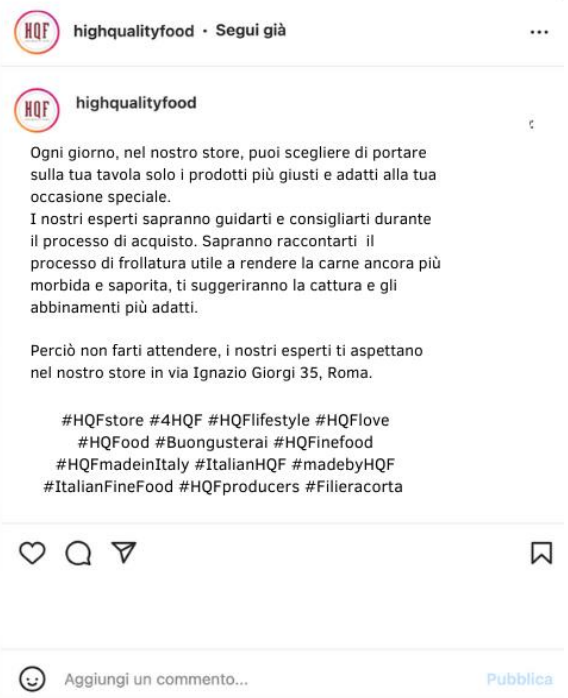 HQF highqualityfood · Segui già
HQF highqualityfood
Ogni giorno, nel nostro store, puoi scegliere di portare
sulla tua tavola solo i prodotti più giusti e adatti alla tua
occasione speciale.
I nostri esperti sapranno guidarti e consigliarti durante
il processo di acquisto. Sapranno raccontarti il
processo di frollatura utile a rendere la carne ancora più
morbida e saporita, ti suggeriranno la cattura e gli
abbinamenti più adatti.
Perciò non farti attendere, i nostri esperti ti aspettano
nel nostro store in via Ignazio Giorgi 35, Roma.
#HQFstore #4HQF #HQFlifestyle #HQFlove
#HQFood #Buongusterai #HQFinefood
#HQFmadeinItaly #ItalianHQF #madebyHQF
#ItalianFineFood #HQFproducers #Filieracorta
Aggiungi un commento... Pubblica